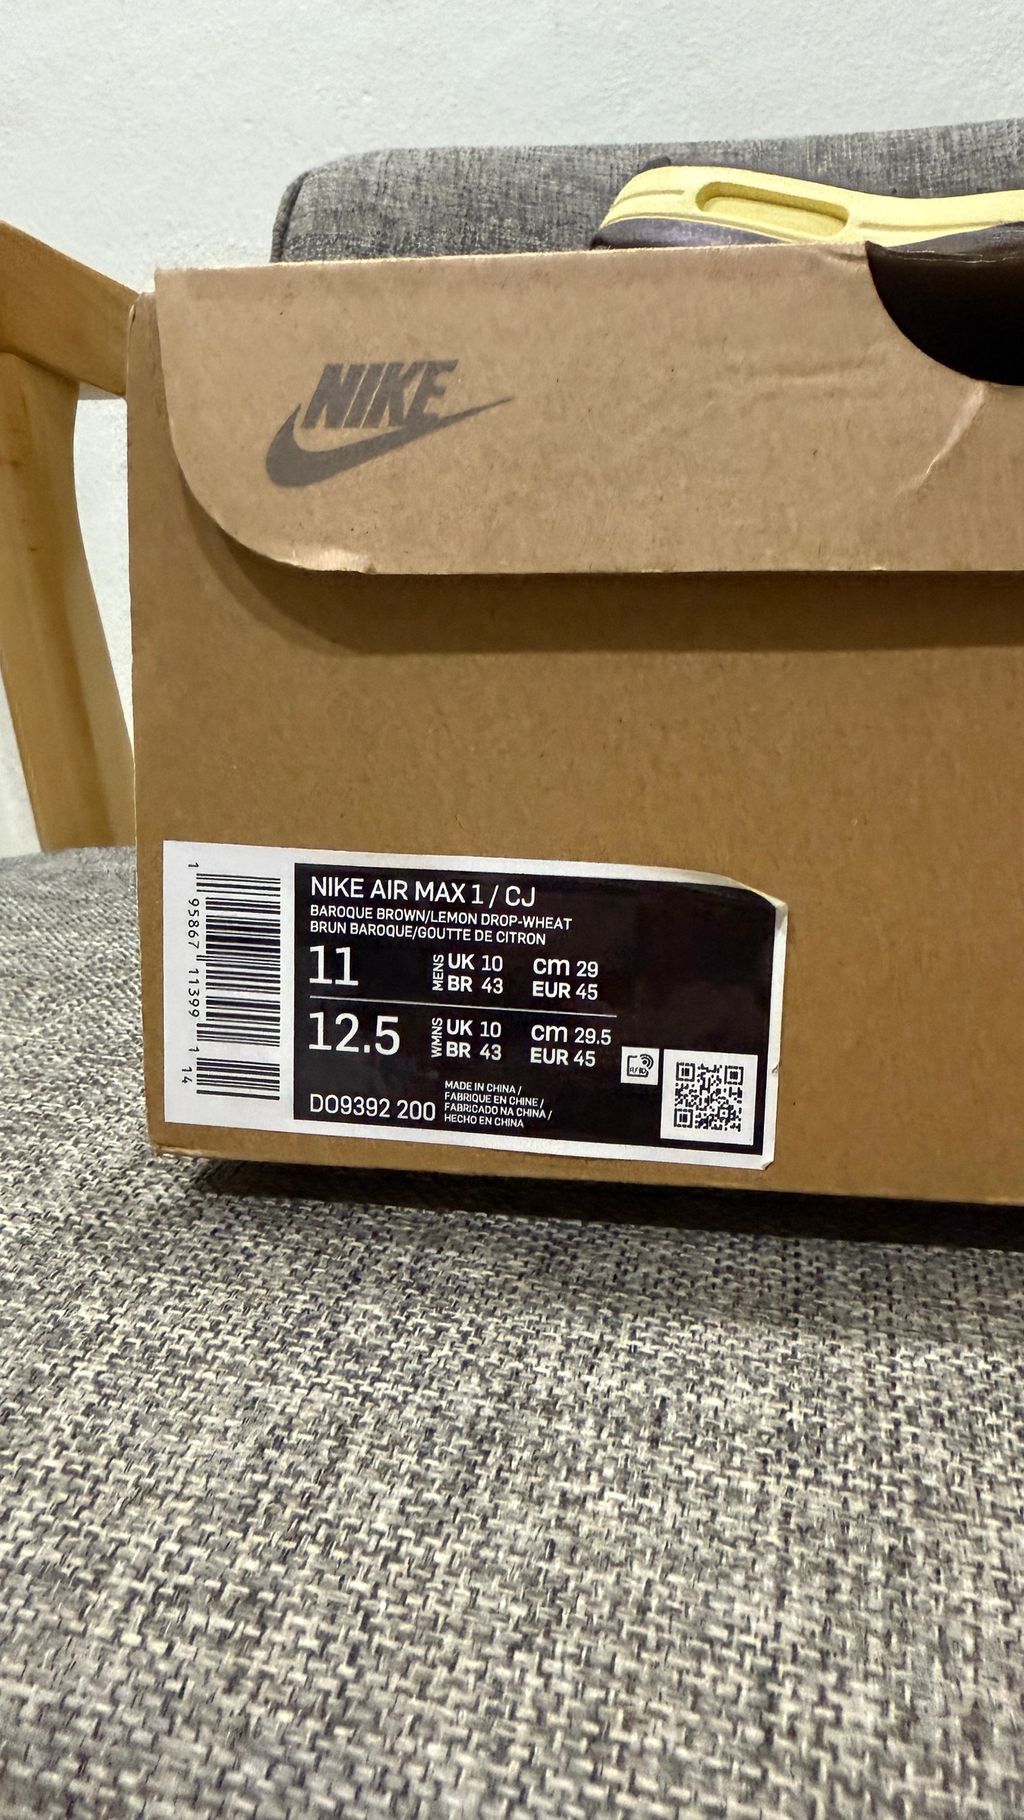 NIKE
NIKE AIR MAX 1 / CJ
BAROQUE BROWN/LEMON DROP-WHEAT
BRUN BAROQUE/GOUTTE DE CITRON
11 MENS UK 10 cm 29
BR 43 EUR 45
12.5 WMNS UK 10 cm 29.5
BR 43 EUR 45
DO9392 200
MADE IN CHINA /
FABRIQUE EN CHINE /
FABRICADO NA CHINA /
HECHO EN CHINA
RFID
1 95867 11399 1 14